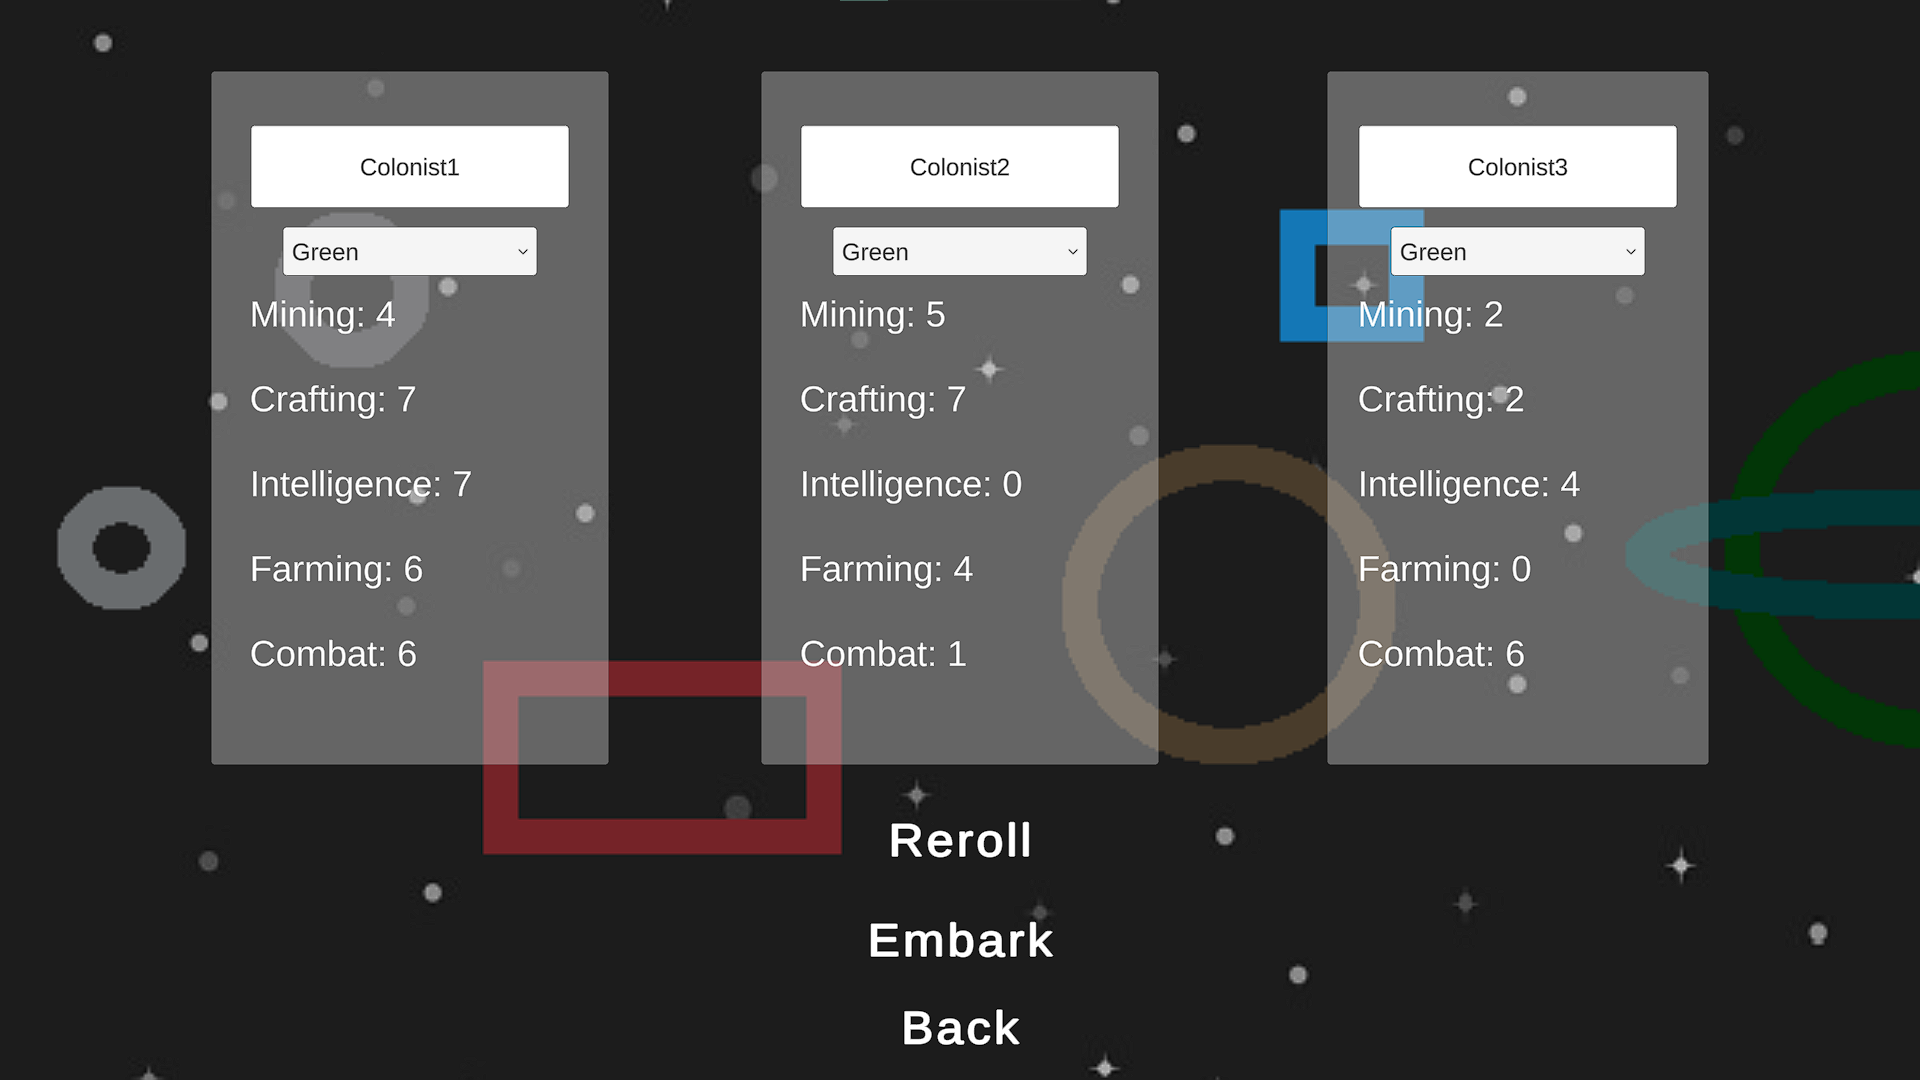 Colonist1
Green
Mining: 4
Crafting: 7
Intelligence: 7
Farming: 6
Combat: 6
Colonist2
Green
Mining: 5
Crafting: 7
Intelligence: 0
Farming: 4
Combat: 1
Colonist3
Green
Mining: 2
Crafting: 2
Intelligence: 4
Farming: 0
Combat: 6
Reroll
Embark
Back